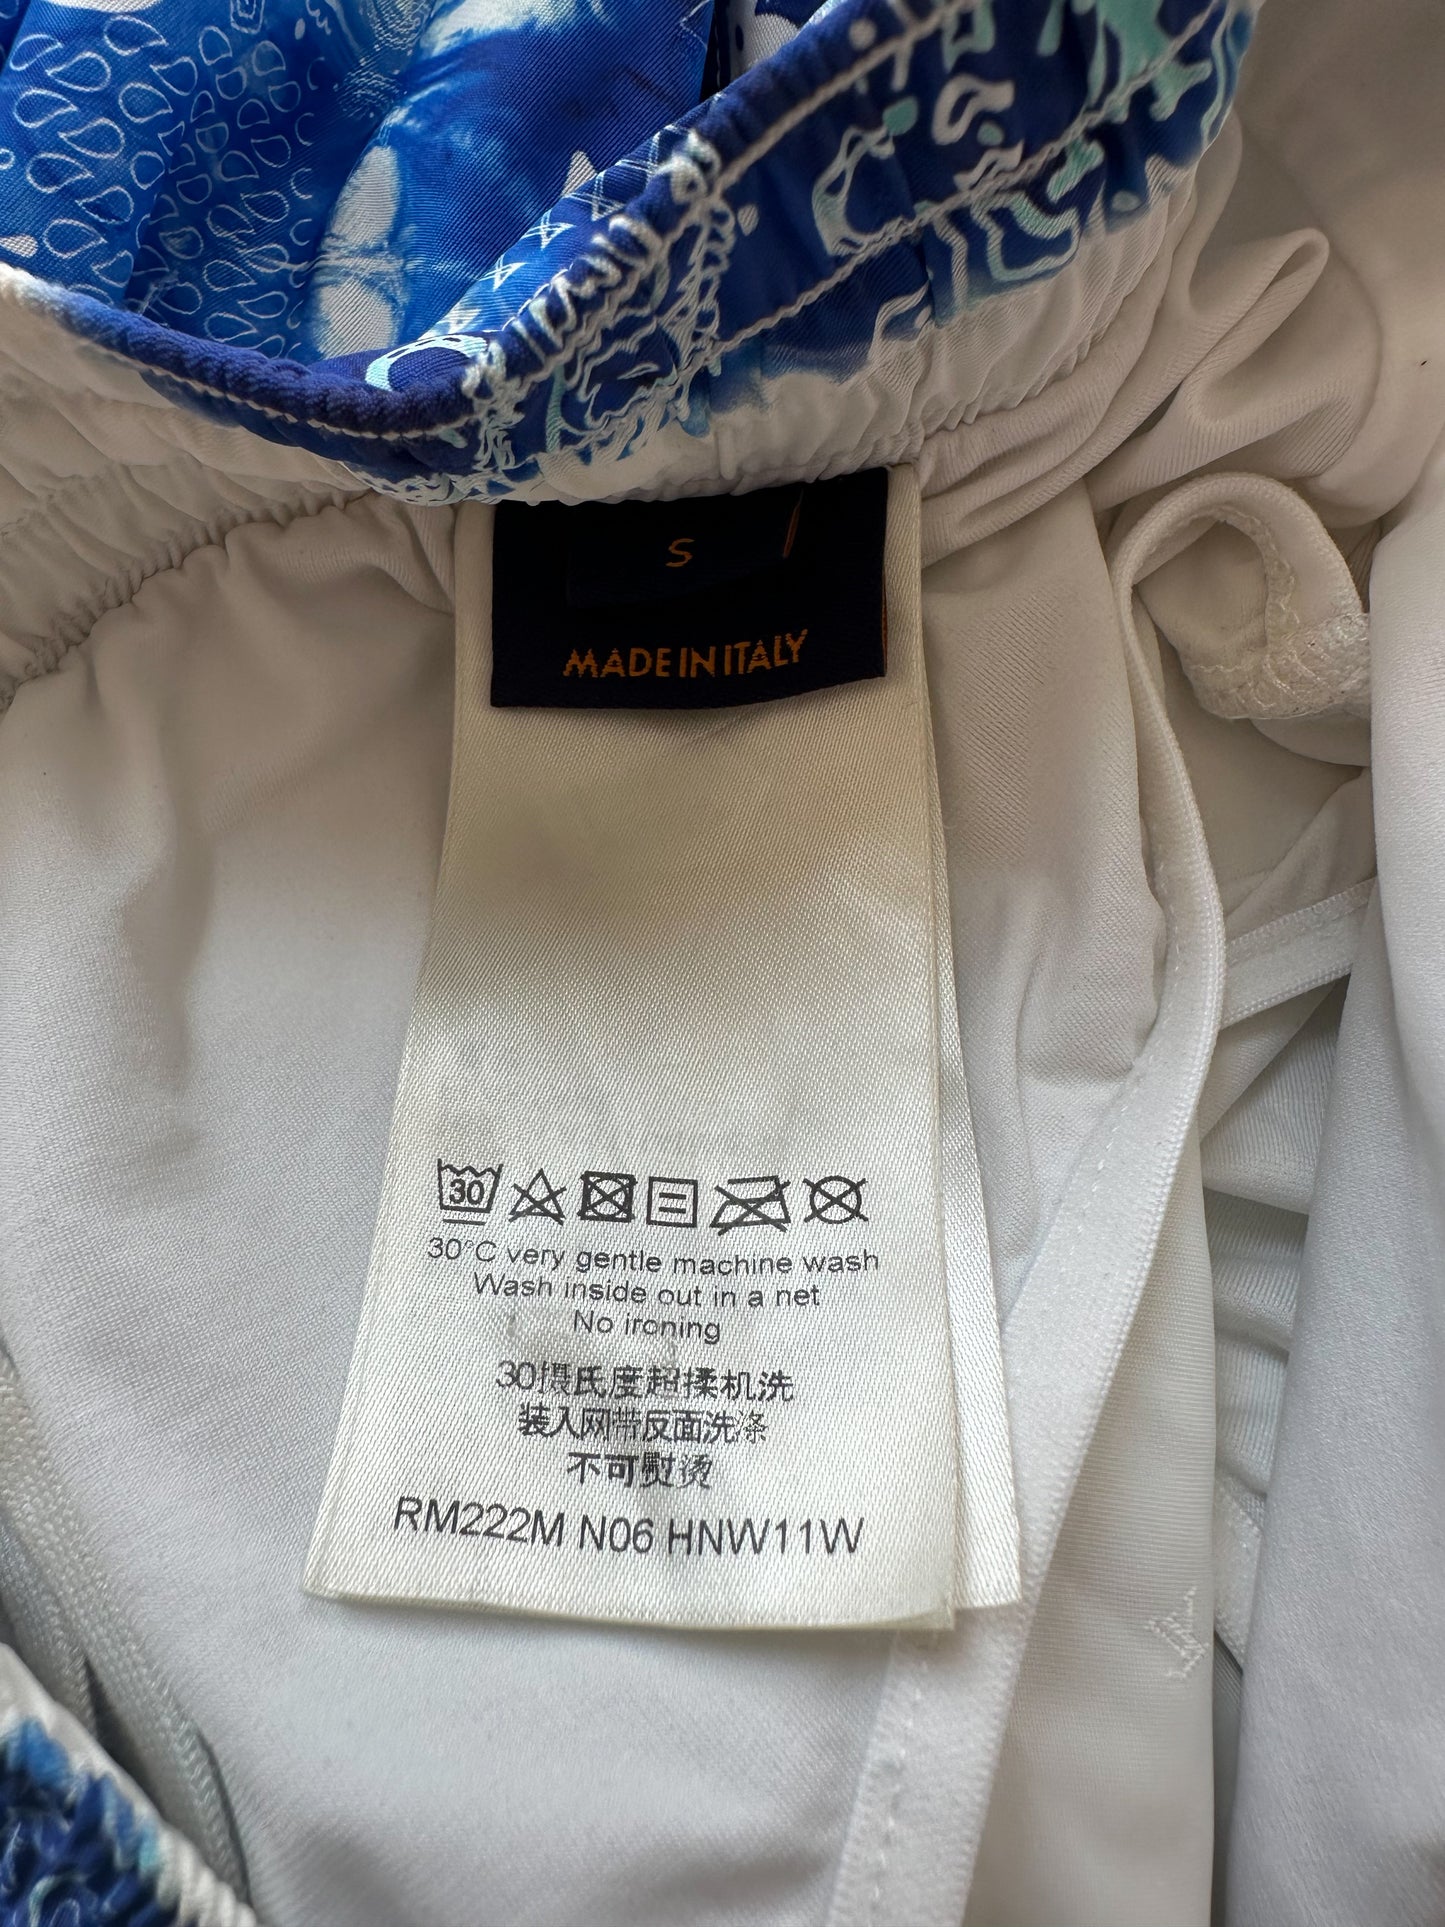 S
MADE IN ITALY
30
30°C very gentle machine wash
Wash inside out in a net
No ironing
30摄氏度超揉机洗
装入网带反面洗涤
不可熨烫
RM222M N06 HNW11W